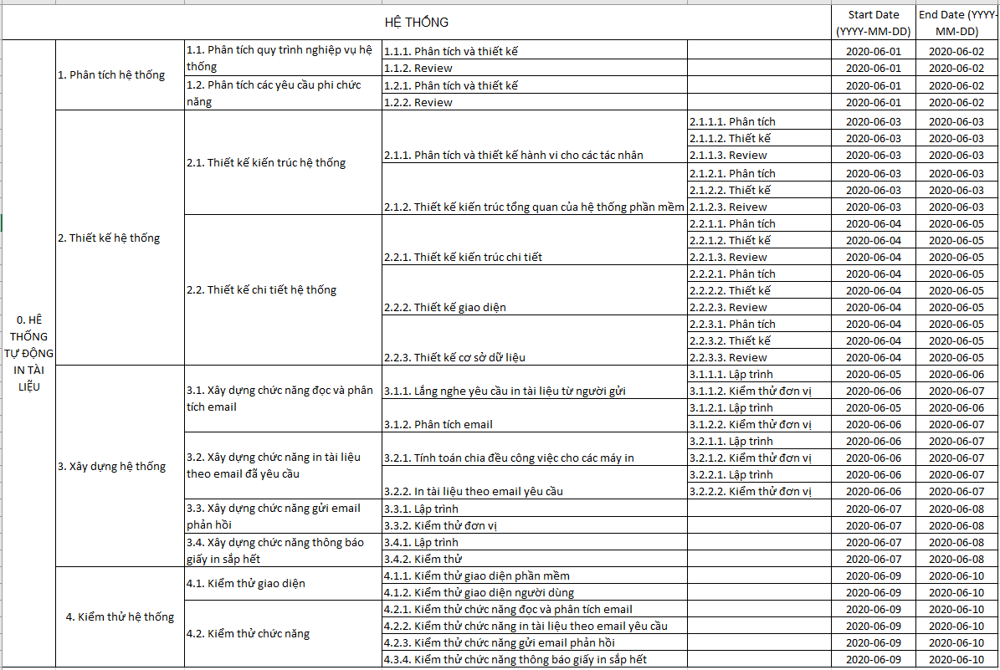 HỆ THỐNG
Start Date
(YYYY-MM-DD)
End Date (YYYY-
MM-DD)
0. HÊ
THỐNG
TỰ ĐỘNG
IN TÀI
LIỆU
1. Phân tích hệ thống
1.1. Phân tích quy trình nghiệp vụ hệ
thống
1.1.1. Phân tích và thiết kế 2020-06-01 2020-06-02
1.1.2. Review 2020-06-01 2020-06-02
1.2. Phân tích các yêu cầu phi chức
năng
1.2.1. Phân tích và thiết kế 2020-06-01 2020-06-02
1.2.2. Review 2020-06-01 2020-06-02
2. Thiết kế hệ thống
2.1. Thiết kế kiến trúc hệ thống
2.1.1. Phân tích và thiết kế hành vi cho các tác nhân
2.1.1.1. Phân tích 2020-06-03 2020-06-03
2.1.1.2. Thiết kế 2020-06-03 2020-06-03
2.1.1.3. Review 2020-06-03 2020-06-03
2.1.2. Thiết kế kiến trúc tổng quan của hệ thống phần mềm
2.1.2.1. Phân tích 2020-06-03 2020-06-03
2.1.2.2. Thiết kế 2020-06-03 2020-06-03
2.1.2.3. Reivew 2020-06-03 2020-06-03
2.2. Thiết kế chi tiết hệ thống
2.2.1. Thiết kế kiến trúc chi tiết
2.2.1.1. Phân tích 2020-06-04 2020-06-05
2.2.1.2. Thiết kế 2020-06-04 2020-06-05
2.2.1.3. Review 2020-06-04 2020-06-05
2.2.2. Thiết kế giao diện
2.2.2.1. Phân tích 2020-06-04 2020-06-05
2.2.2.2. Thiết kế 2020-06-04 2020-06-05
2.2.2.3. Review 2020-06-04 2020-06-05
2.2.3. Thiết kế cơ sở dữ liệu
2.2.3.1. Phân tích 2020-06-04 2020-06-05
2.2.3.2. Thiết kế 2020-06-04 2020-06-05
2.2.3.3. Review 2020-06-04 2020-06-05
3. Xây dựng hệ thống
3.1. Xây dựng chức năng đọc và phân
tích email
3.1.1. Lắng nghe yêu cầu in tài liệu từ người gửi
3.1.1.1. Lập trình 2020-06-05 2020-06-06
3.1.1.2. Kiểm thử đơn vị 2020-06-06 2020-06-07
3.1.2. Phân tích email
3.1.2.1. Lập trình 2020-06-05 2020-06-06
3.1.2.2. Kiểm thử đơn vị 2020-06-06 2020-06-07
3.2. Xây dựng chức năng in tài liệu
theo email đã yêu cầu
3.2.1. Tính toán chia đều công việc cho các máy in
3.2.1.1. Lập trình 2020-06-06 2020-06-07
3.2.1.2. Kiểm thử đơn vị 2020-06-06 2020-06-07
3.2.2. In tài liệu theo email yêu cầu
3.2.2.1. Lập trình 2020-06-06 2020-06-07
3.2.2.2. Kiểm thử đơn vị 2020-06-06 2020-06-07
3.3. Xây dựng chức năng gửi email
phản hồi
3.3.1. Lập trình 2020-06-07 2020-06-08
3.3.2. Kiểm thử đơn vị 2020-06-07 2020-06-08
3.4. Xây dựng chức năng thông báo
giấy in sắp hết
3.4.1. Lập trình 2020-06-07 2020-06-08
3.4.2. Kiểm thử 2020-06-07 2020-06-08
4. Kiểm thử hệ thống
4.1. Kiểm thử giao diện
4.1.1. Kiểm thử giao diện phần mềm 2020-06-09 2020-06-10
4.1.2. Kiểm thử giao diện người dùng 2020-06-09 2020-06-10
4.2. Kiểm thử chức năng
4.2.1. Kiểm thử chức năng đọc và phân tích email 2020-06-09 2020-06-10
4.2.2. Kiểm thử chức năng in tài liệu theo email yêu cầu 2020-06-09 2020-06-10
4.2.3. Kiểm thử chức năng gửi email phản hồi 2020-06-09 2020-06-10
4.3.4. Kiểm thử chức năng thông báo giấy in sắp hết 2020-06-09 2020-06-10